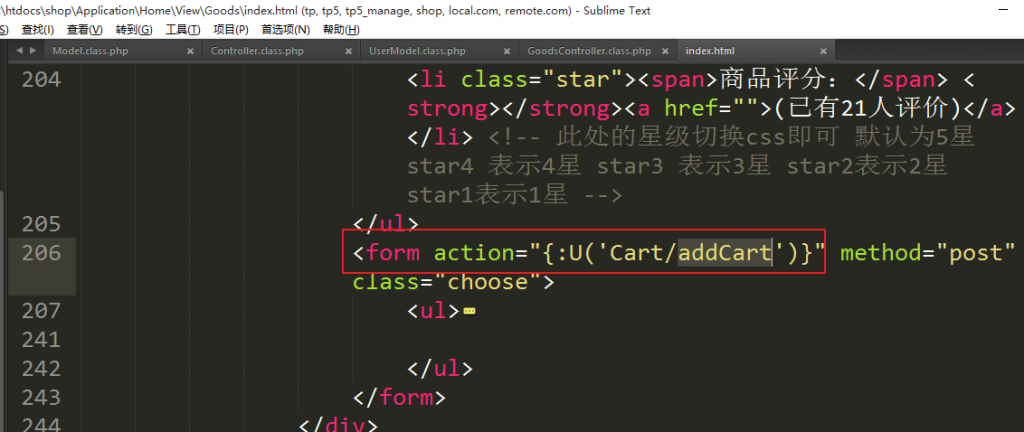 \htdocs\shop\Application\Home\View\Goods\index.html (tp, tp5, tp5_manage, shop, local.com, remote.com) - Sublime Text
S) 查找(I) 查看(V) 转到(G) 工具(T) 项目(P) 首选项(N) 帮助(H)
Model.class.php × Controller.class.php × UserModel.class.php × GoodsController.class.php × index.html ×
204 <li class="star"><span>商品评分：</span> <
strong></strong><a href="">(已有21人评价)</a>
</li> <!-- 此处的星级切换css即可 默认为5星
star4 表示4星 star3 表示3星 star2表示2星
star1表示1星 -->
205 </ul>
206 <form action="{:U('Cart/addCart')}" method="post"
class="choose">
207 <ul>
241
242 </ul>
243 </form>
244 </div>